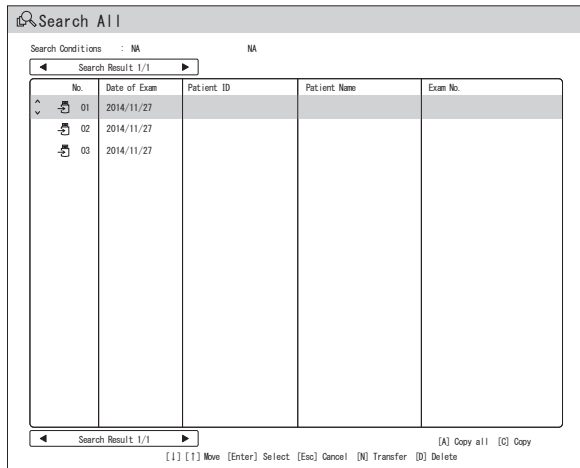 Search All
Search Conditions : NA NA
◀ Search Result 1/1 ▶
No. Date of Exam Patient ID Patient Name Exam No.
01 2014/11/27
02 2014/11/27
03 2014/11/27
◀ Search Result 1/1 ▶
[A] Copy all [C] Copy
[↓][↑] Move [Enter] Select [Esc] Cancel [N] Transfer [D] Delete